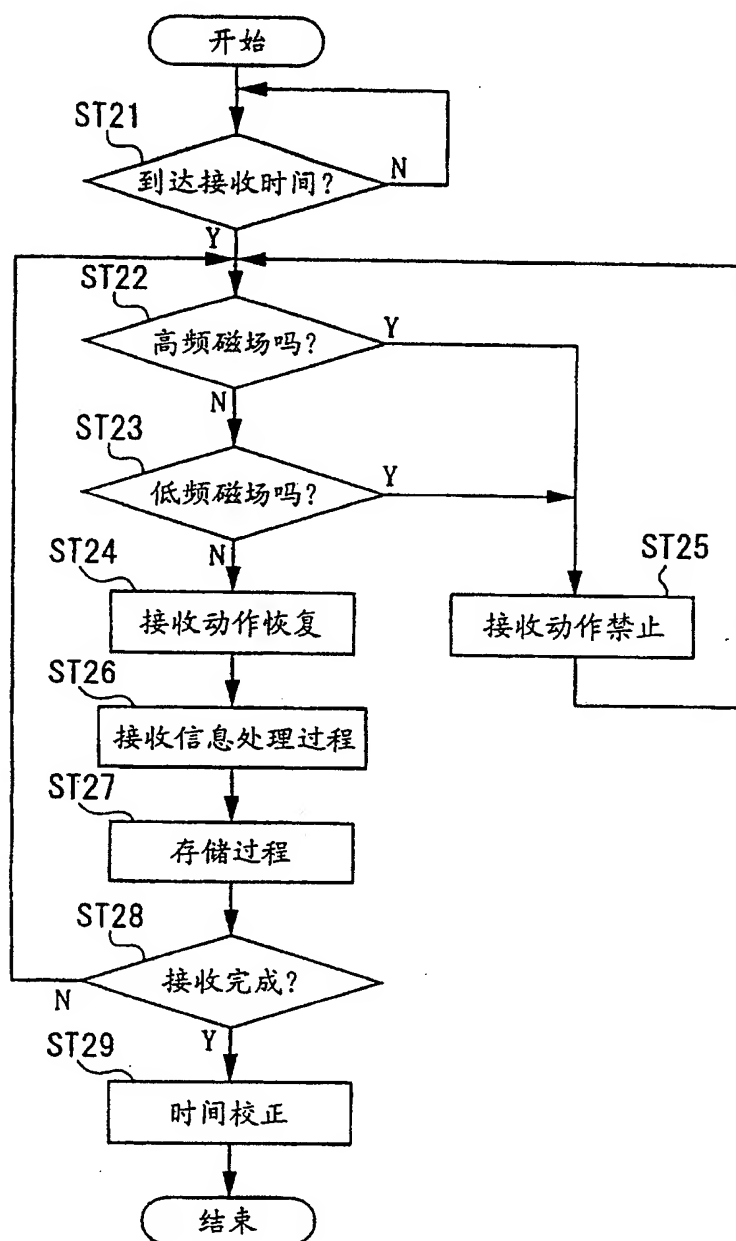 开始
ST21
到达接收时间?
N
Y
ST22
高频磁场吗?
Y
N
ST23
低频磁场吗?
Y
N
ST24
接收动作恢复
ST25
接收动作禁止
ST26
接收信息处理过程
ST27
存储过程
ST28
接收完成?
N
Y
ST29
时间校正
结束